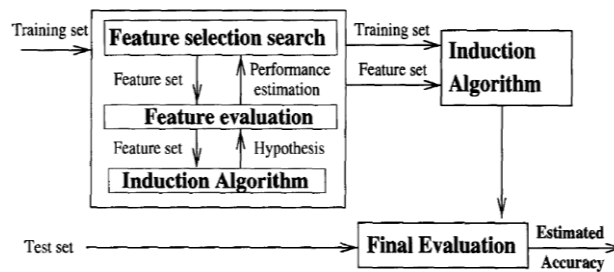 Training set
Feature selection search
Training set
Feature set
Performance
estimation
Feature set
Induction
Algorithm
Feature evaluation
Feature set
Hypothesis
Induction Algorithm
Test set
Final Evaluation
Estimated
Accuracy